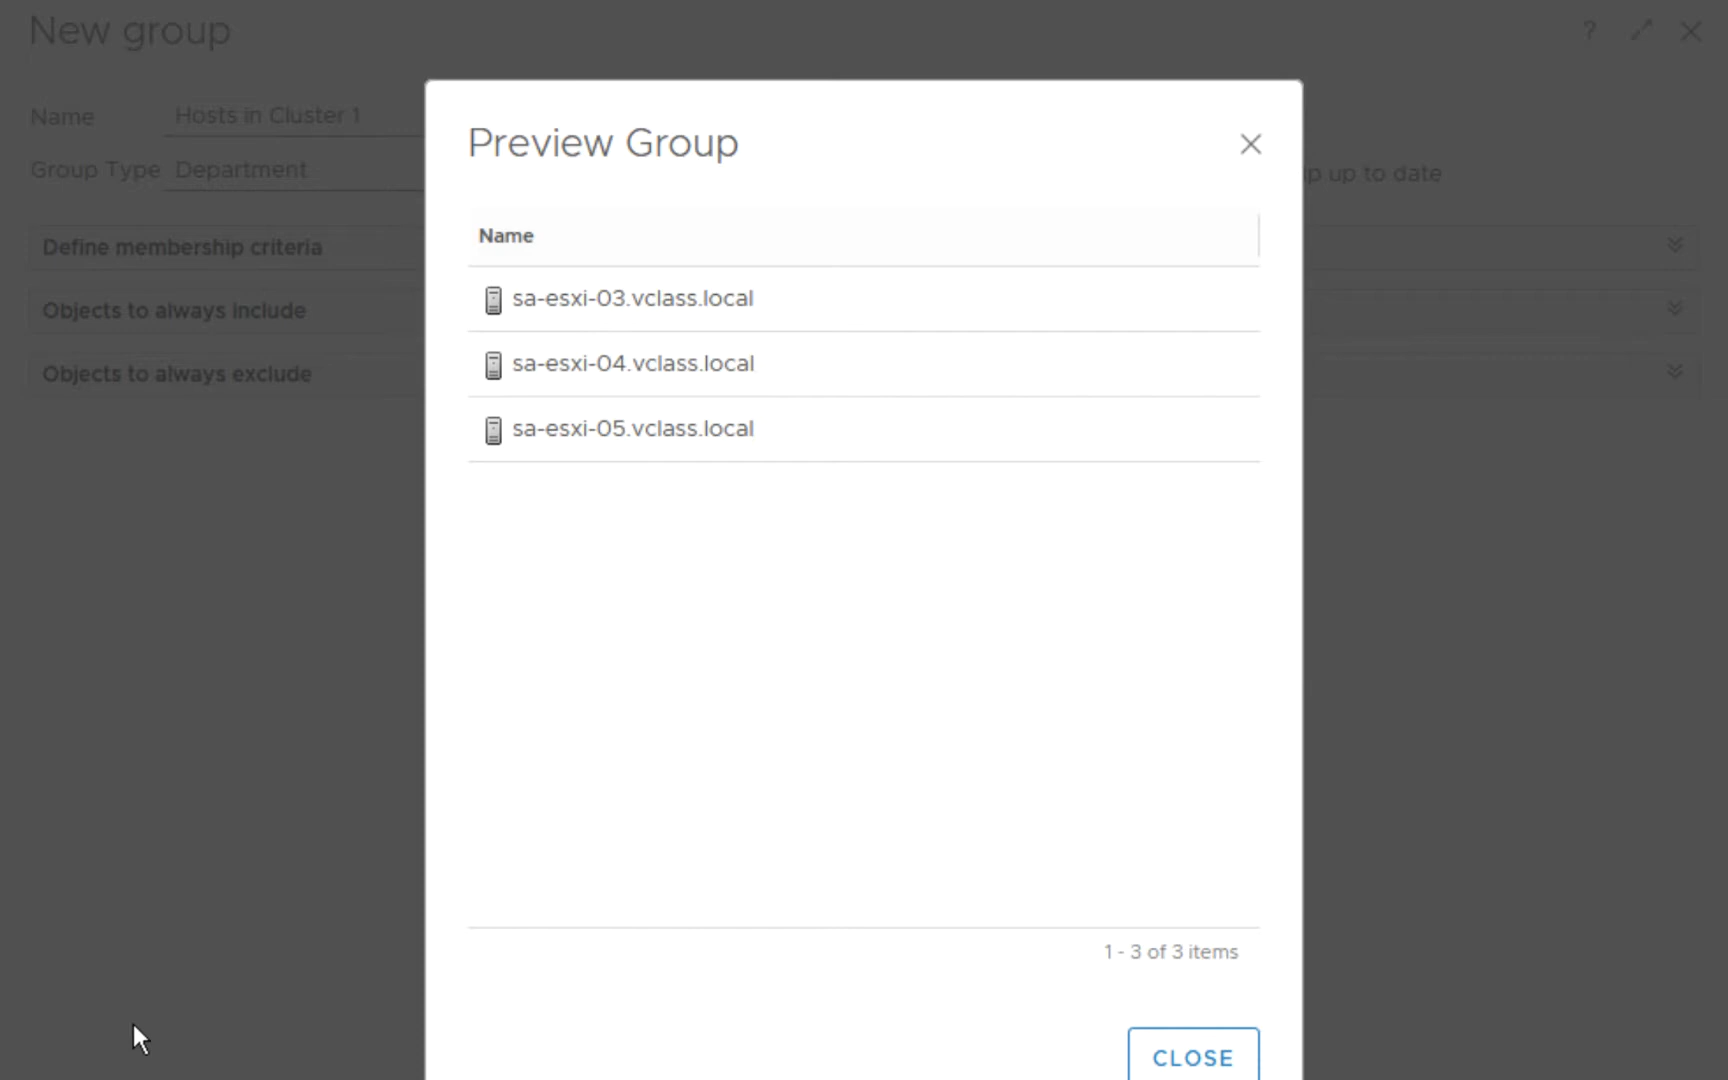 New group
?
Name Hosts in Cluster 1
Group Type Department
up to date
Define membership criteria
Objects to always include
Objects to always exclude
Preview Group
Name
sa-esxi-03.vclass.local
sa-esxi-04.vclass.local
sa-esxi-05.vclass.local
1 - 3 of 3 items
CLOSE